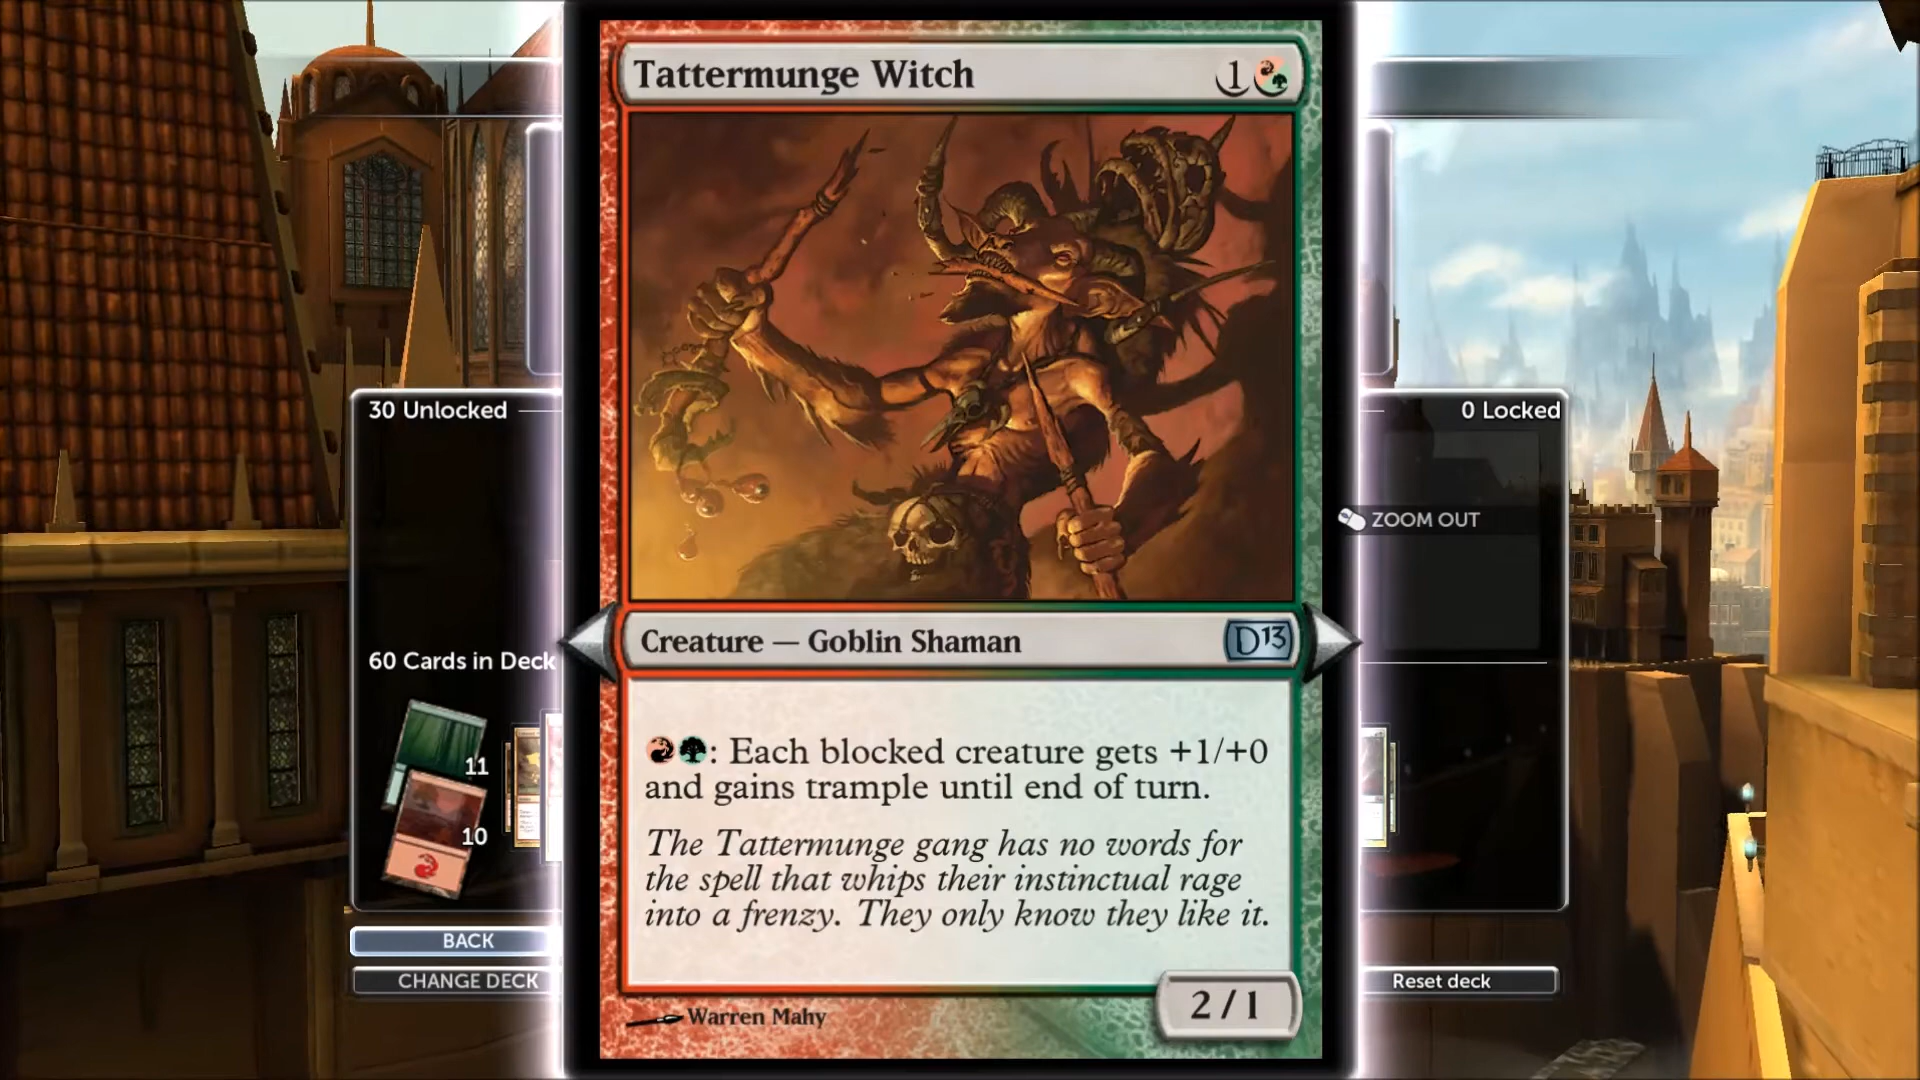 Tattermunge Witch 1
30 Unlocked
0 Locked
ZOOM OUT
Creature — Goblin Shaman D13
60 Cards in Deck
: Each blocked creature gets +1/+0
and gains trample until end of turn.
The Tattermunge gang has no words for
the spell that whips their instinctual rage
into a frenzy. They only know they like it.
11
10
BACK
CHANGE DECK
Reset deck
2/1
Warren Mahy